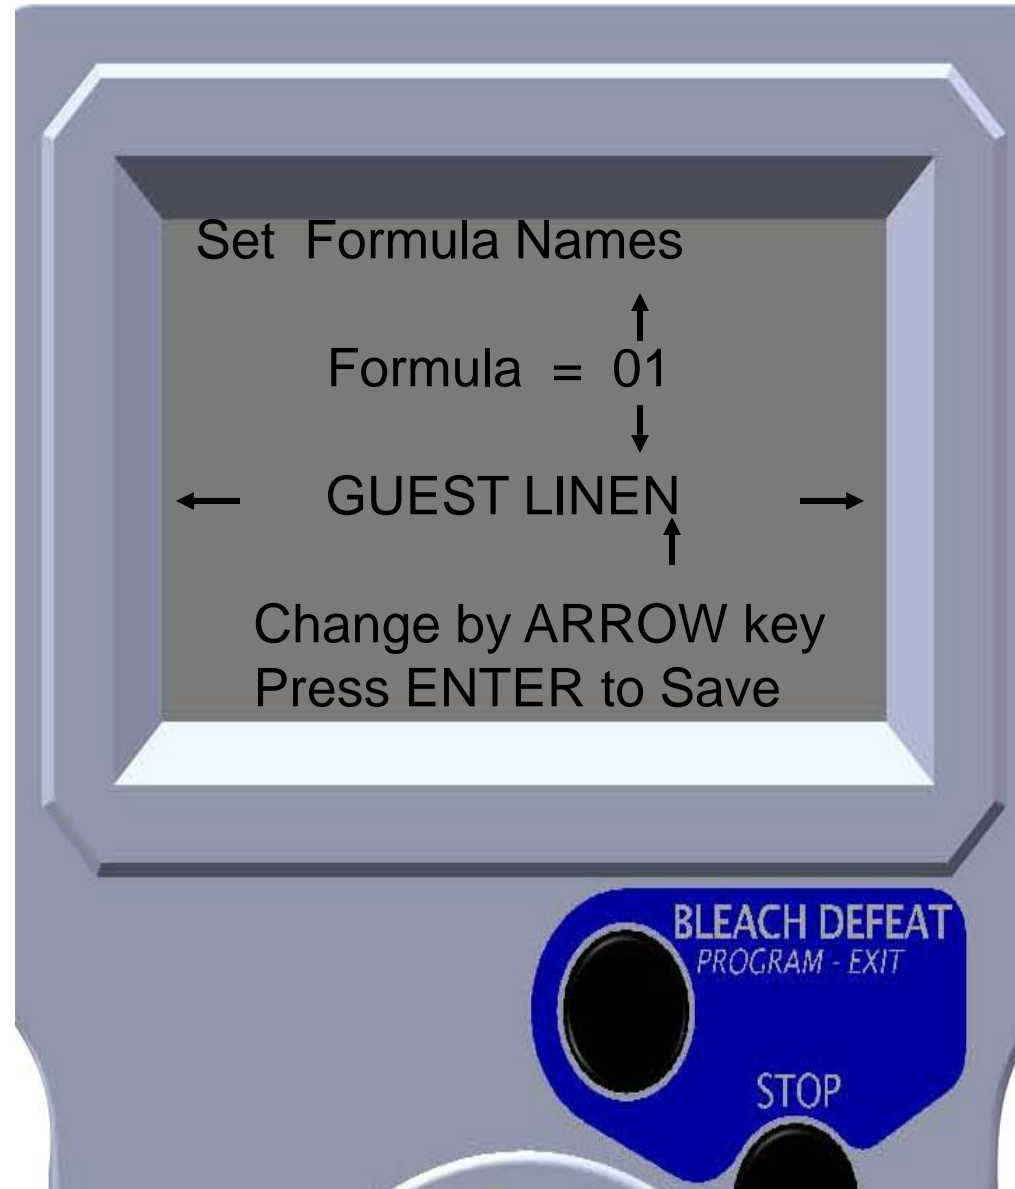 Set Formula Names
Formula = 01
GUEST LINEN
Change by ARROW key
Press ENTER to Save
BLEACH DEFEAT
PROGRAM - EXIT
STOP